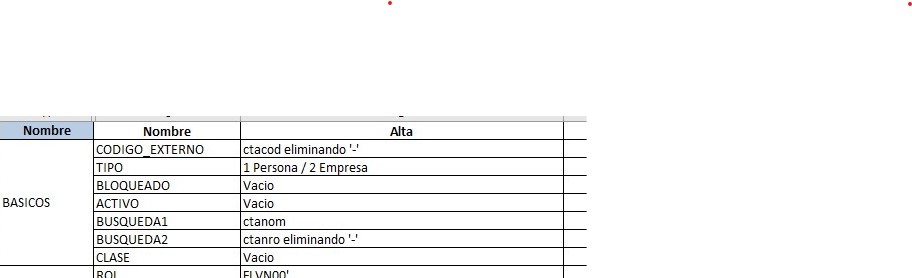 Nombre Nombre Alta
BASICOS
CODIGO_EXTERNO ctacod eliminando '-'
TIPO 1 Persona / 2 Empresa
BLOQUEADO Vacio
ACTIVO Vacio
BUSQUEDA1 ctanom
BUSQUEDA2 ctanro eliminando '-'
CLASE Vacio
ROL FLVN00'